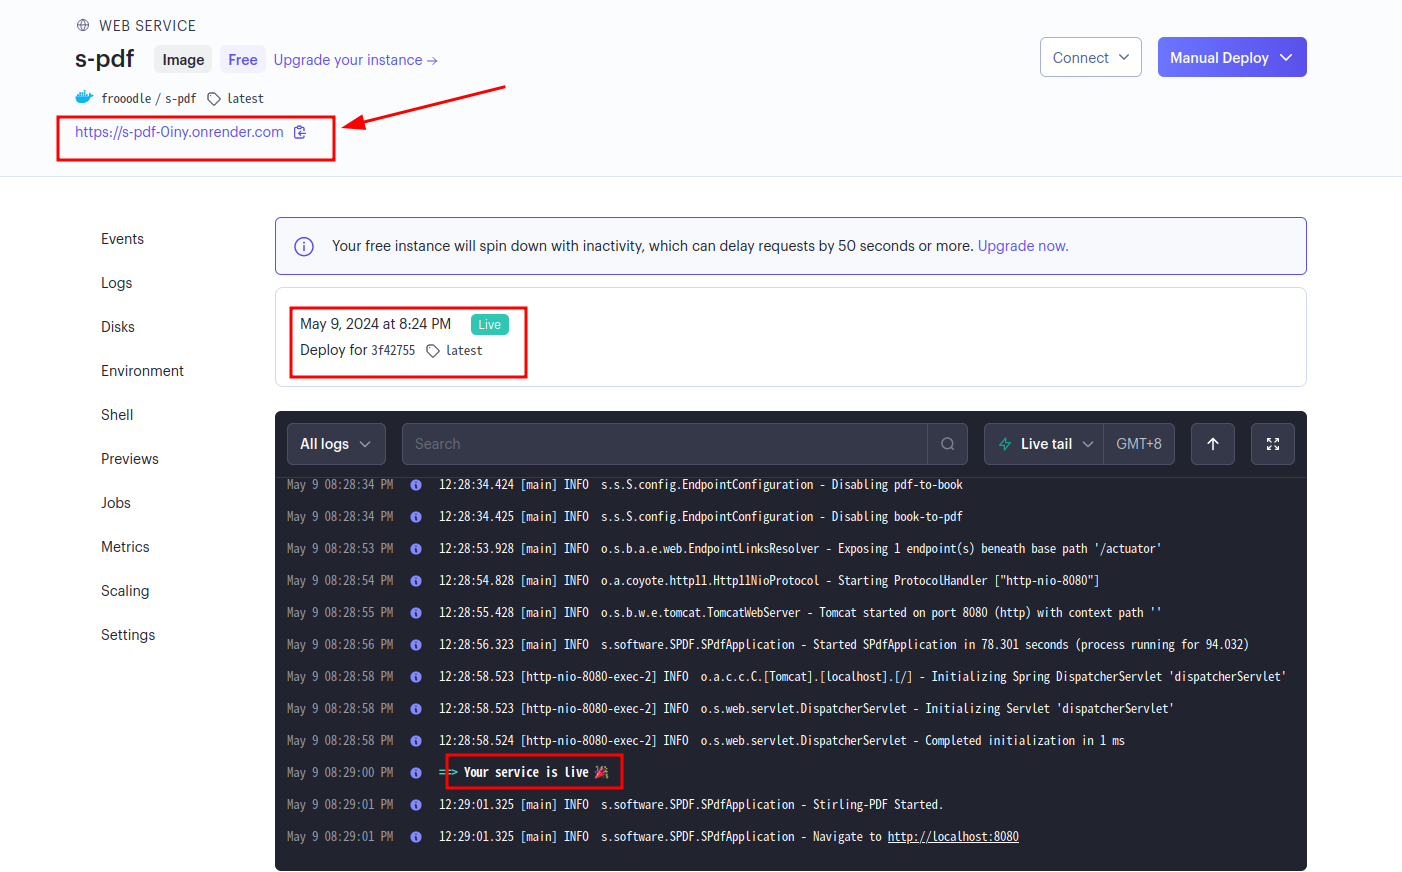 WEB SERVICE
s-pdf Image Free Upgrade your instance →
Connect Manual Deploy
frooodle / s-pdf latest
https://s-pdf-0iny.onrender.com
Events
Logs
Disks
Environment
Shell
Previews
Jobs
Metrics
Scaling
Settings
Your free instance will spin down with inactivity, which can delay requests by 50 seconds or more. Upgrade now.
May 9, 2024 at 8:24 PM Live
Deploy for 3f42755 latest
All logs Search Live tail GMT+8
May 9 08:28:34 PM 12:28:34.424 [main] INFO s.s.S.config.EndpointConfiguration - Disabling pdf-to-book
May 9 08:28:34 PM 12:28:34.425 [main] INFO s.s.S.config.EndpointConfiguration - Disabling book-to-pdf
May 9 08:28:53 PM 12:28:53.928 [main] INFO o.s.b.a.e.web.EndpointLinksResolver - Exposing 1 endpoint(s) beneath base path '/actuator'
May 9 08:28:54 PM 12:28:54.828 [main] INFO o.a.coyote.http11.Http11NioProtocol - Starting ProtocolHandler ["http-nio-8080"]
May 9 08:28:55 PM 12:28:55.428 [main] INFO o.s.b.w.e.tomcat.TomcatWebServer - Tomcat started on port 8080 (http) with context path ''
May 9 08:28:56 PM 12:28:56.323 [main] INFO s.software.SPDF.SPdfApplication - Started SPdfApplication in 78.301 seconds (process running for 94.032)
May 9 08:28:58 PM 12:28:58.523 [http-nio-8080-exec-2] INFO o.a.c.c.C.[Tomcat].[localhost].[/] - Initializing Spring DispatcherServlet 'dispatcherServlet'
May 9 08:28:58 PM 12:28:58.523 [http-nio-8080-exec-2] INFO o.s.web.servlet.DispatcherServlet - Initializing Servlet 'dispatcherServlet'
May 9 08:28:58 PM 12:28:58.524 [http-nio-8080-exec-2] INFO o.s.web.servlet.DispatcherServlet - Completed initialization in 1 ms
May 9 08:29:00 PM ==> Your service is live 🎉
May 9 08:29:01 PM 12:29:01.325 [main] INFO s.software.SPDF.SPdfApplication - Stirling-PDF Started.
May 9 08:29:01 PM 12:29:01.325 [main] INFO s.software.SPDF.SPdfApplication - Navigate to http://localhost:8080